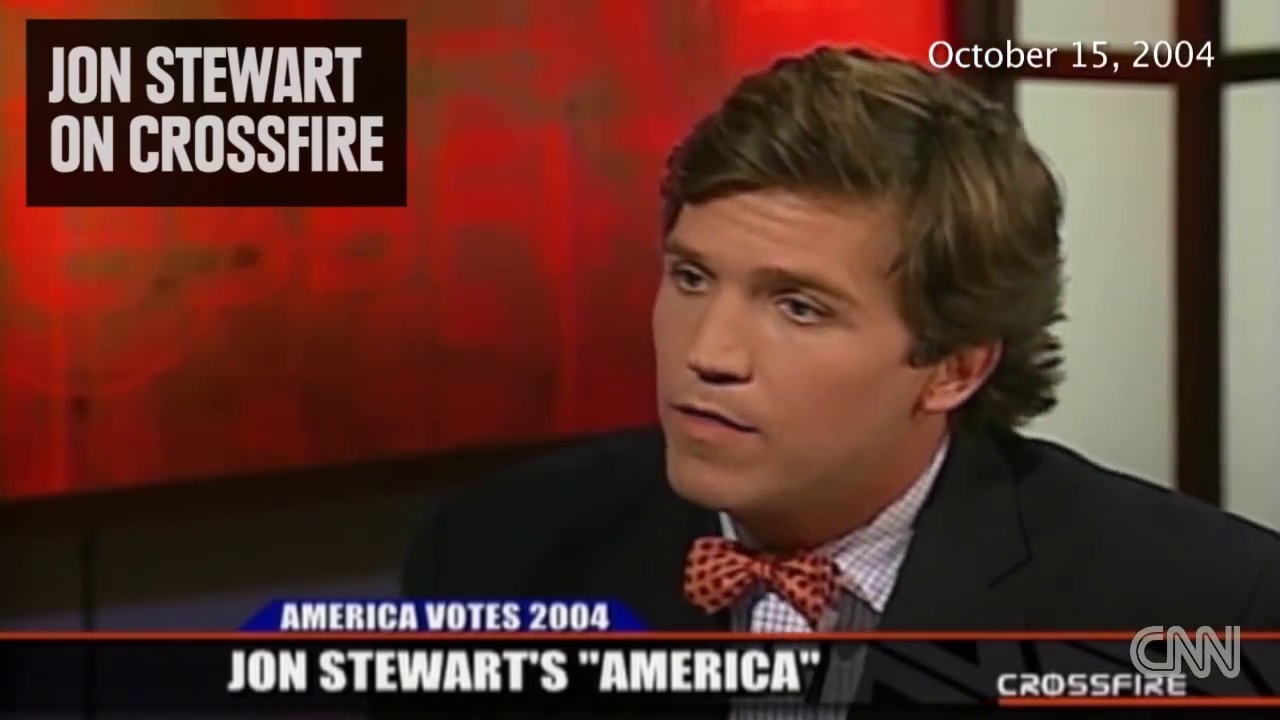 JON STEWART
ON CROSSFIRE
October 15, 2004
AMERICA VOTES 2004
JON STEWART'S "AMERICA"
CNN
CROSSFIRE